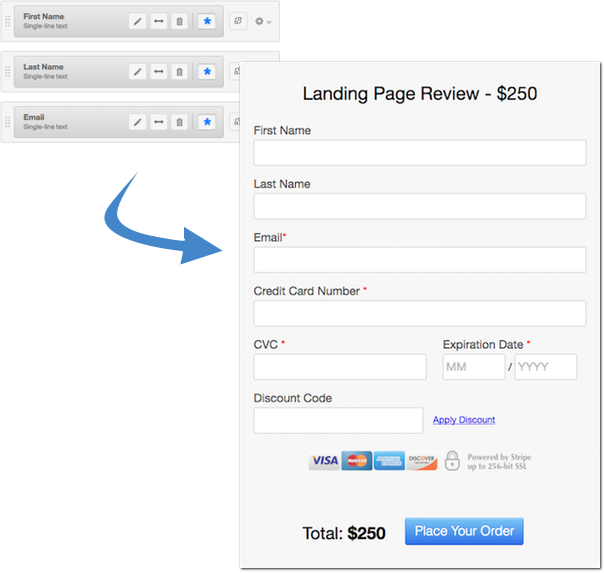 First Name
Single-line text
Last Name
Single-line text
Email
Single-line text
Landing Page Review - $250
First Name
Last Name
Email*
Credit Card Number *
CVC *
Expiration Date *
MM / YYYY
Discount Code
Apply Discount
VISA MasterCard AMERICAN EXPRESS DISCOVER NETWORK
Powered by Stripe
up to 256-bit SSL
Total: $250 Place Your Order